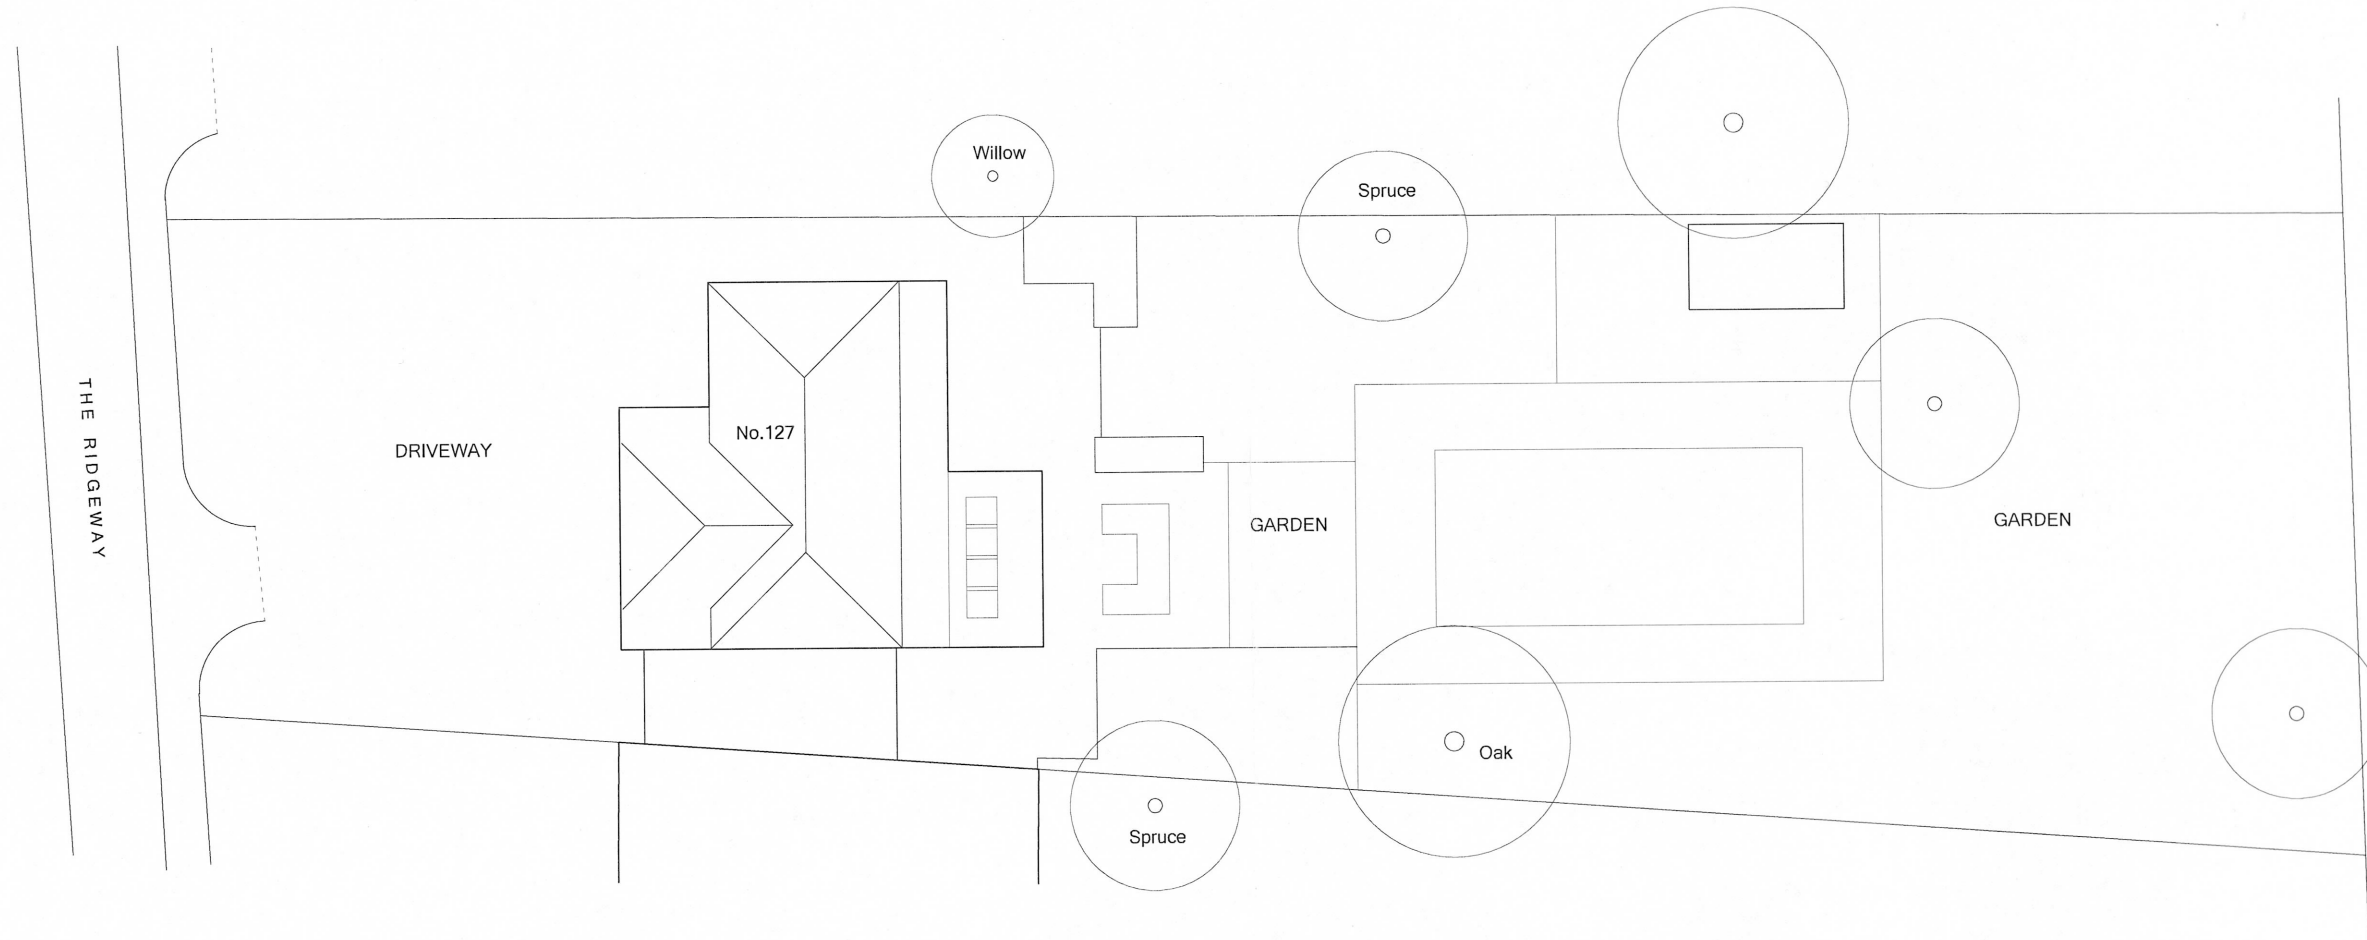 Willow
Spruce
THE RIDGEWAY
DRIVEWAY
No.127
GARDEN
GARDEN
Oak
Spruce